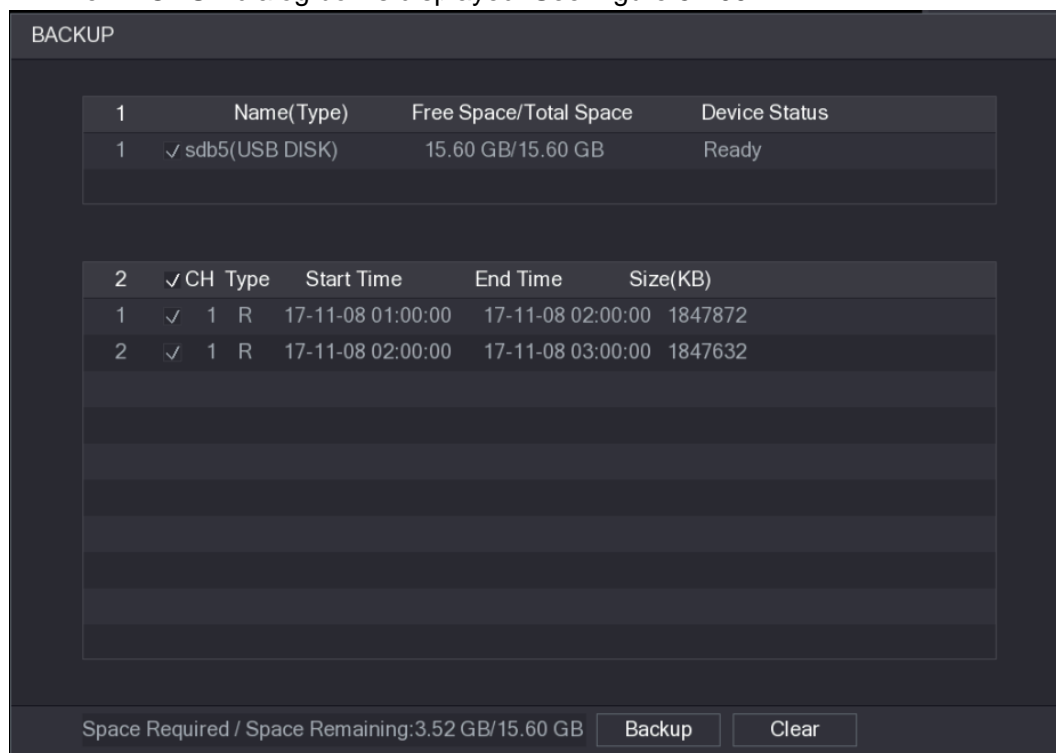 BACKUP
1 Name(Type) Free Space/Total Space Device Status
1 sdb5(USB DISK) 15.60 GB/15.60 GB Ready
2 CH Type Start Time End Time Size(KB)
1 1 R 17-11-08 01:00:00 17-11-08 02:00:00 1847872
2 1 R 17-11-08 02:00:00 17-11-08 03:00:00 1847632
Space Required / Space Remaining:3.52 GB/15.60 GB Backup Clear